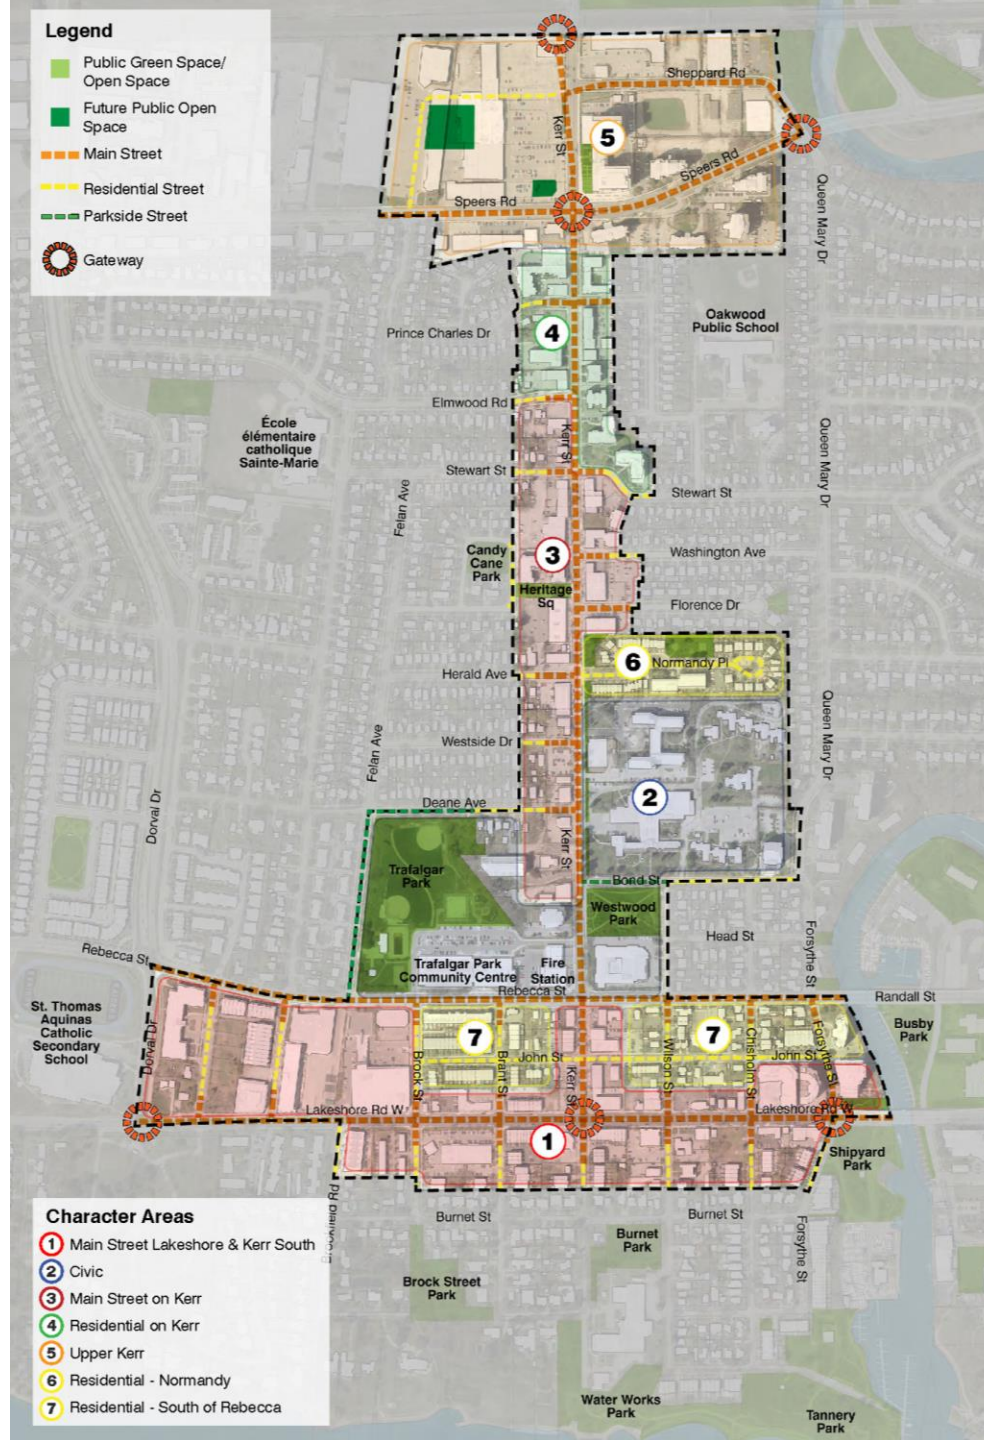 Legend
Public Green Space/
Open Space
Future Public Open
Space
Main Street
Residential Street
Parkside Street
Gateway
Sheppard Rd
Kerr St
5
Speers Rd
Speers Rd
Queen Mary Dr
Oakwood
Public School
Prince Charles Dr
4
Elmwood Rd
École
élémentaire
catholique
Sainte-Marie
Kerr St
Queen Mary Dr
Stewart St
Stewart St
Felan Ave
Candy
Cane
Park
3
Washington Ave
Heritage
Sq
Florence Dr
6
Normandy Pl
Herald Ave
Queen Mary Dr
Westside Dr
Felan Ave
2
Dorval Dr
Deane Ave
Kerr St
Trafalgar
Park
Bond St
Westwood
Park
Head St
Forsythe St
Rebecca St
Trafalgar Park
Community Centre
Fire
Station
Rebecca St
Randall St
St. Thomas
Aquinas
Catholic
Secondary
School
Busby
Park
Dorval Dr
7
7
Brock St
Brant St
John St
Kerr St
Wilson St
Chisholm St
John St
Forsythe St
Lakeshore Rd W
Lakeshore Rd W
1
Shipyard
Park
Burnet St
Burnet St
Forsythe St
Burnet
Park
Brock Street
Park
Water Works
Park
Tannery
Park
Character Areas
1 Main Street Lakeshore & Kerr South
2 Civic
3 Main Street on Kerr
4 Residential on Kerr
5 Upper Kerr
6 Residential - Normandy
7 Residential - South of Rebecca